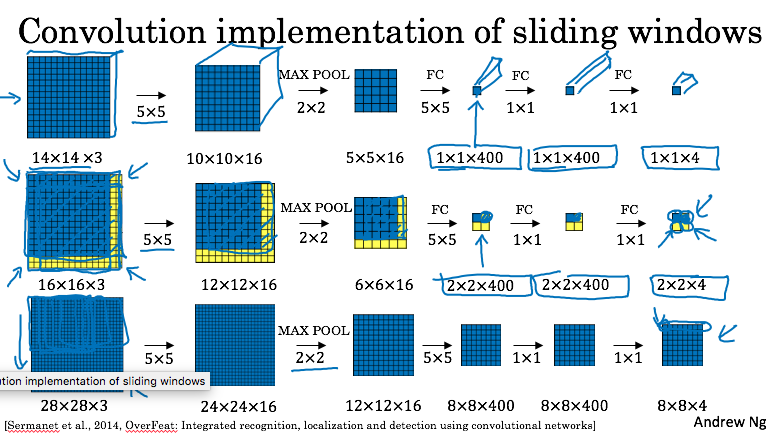 Convolution implementation of sliding windows
MAX POOL FC FC FC
5×5 2×2 5×5 1×1 1×1
14×14 ×3 10×10×16 5×5×16 1×1×400 1×1×400 1×1×4
MAX POOL FC FC FC
5×5 2×2 5×5 1×1 1×1
16×16×3 12×12×16 6×6×16 2×2×400 2×2×400 2×2×4
MAX POOL
5×5 2×2 5×5 1×1 1×1
ution implementation of sliding windows
28×28×3 24×24×16 12×12×16 8×8×400 8×8×400 8×8×4
[Sermanet et al., 2014, OverFeat: Integrated recognition, localization and detection using convolutional networks]
Andrew Ng